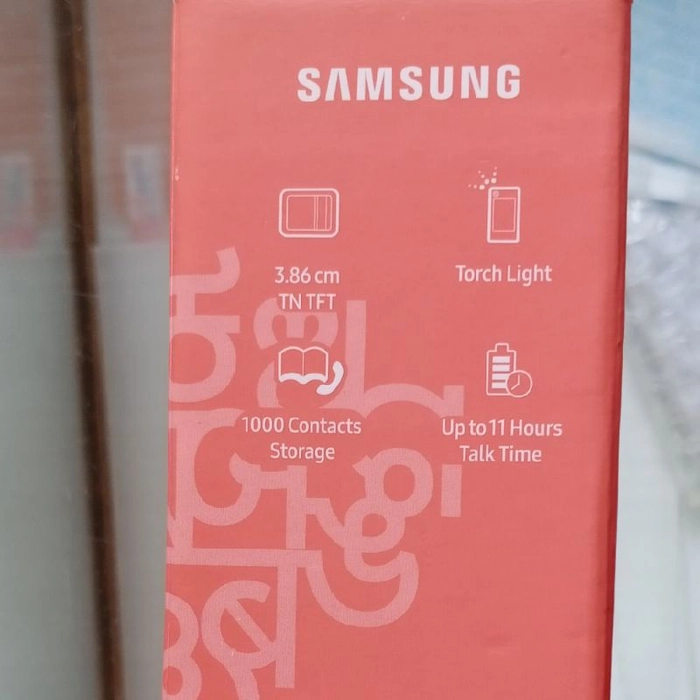 SAMSUNG
3.86 cm
TN TFT
Torch Light
1000 Contacts
Storage
Up to 11 Hours
Talk Time